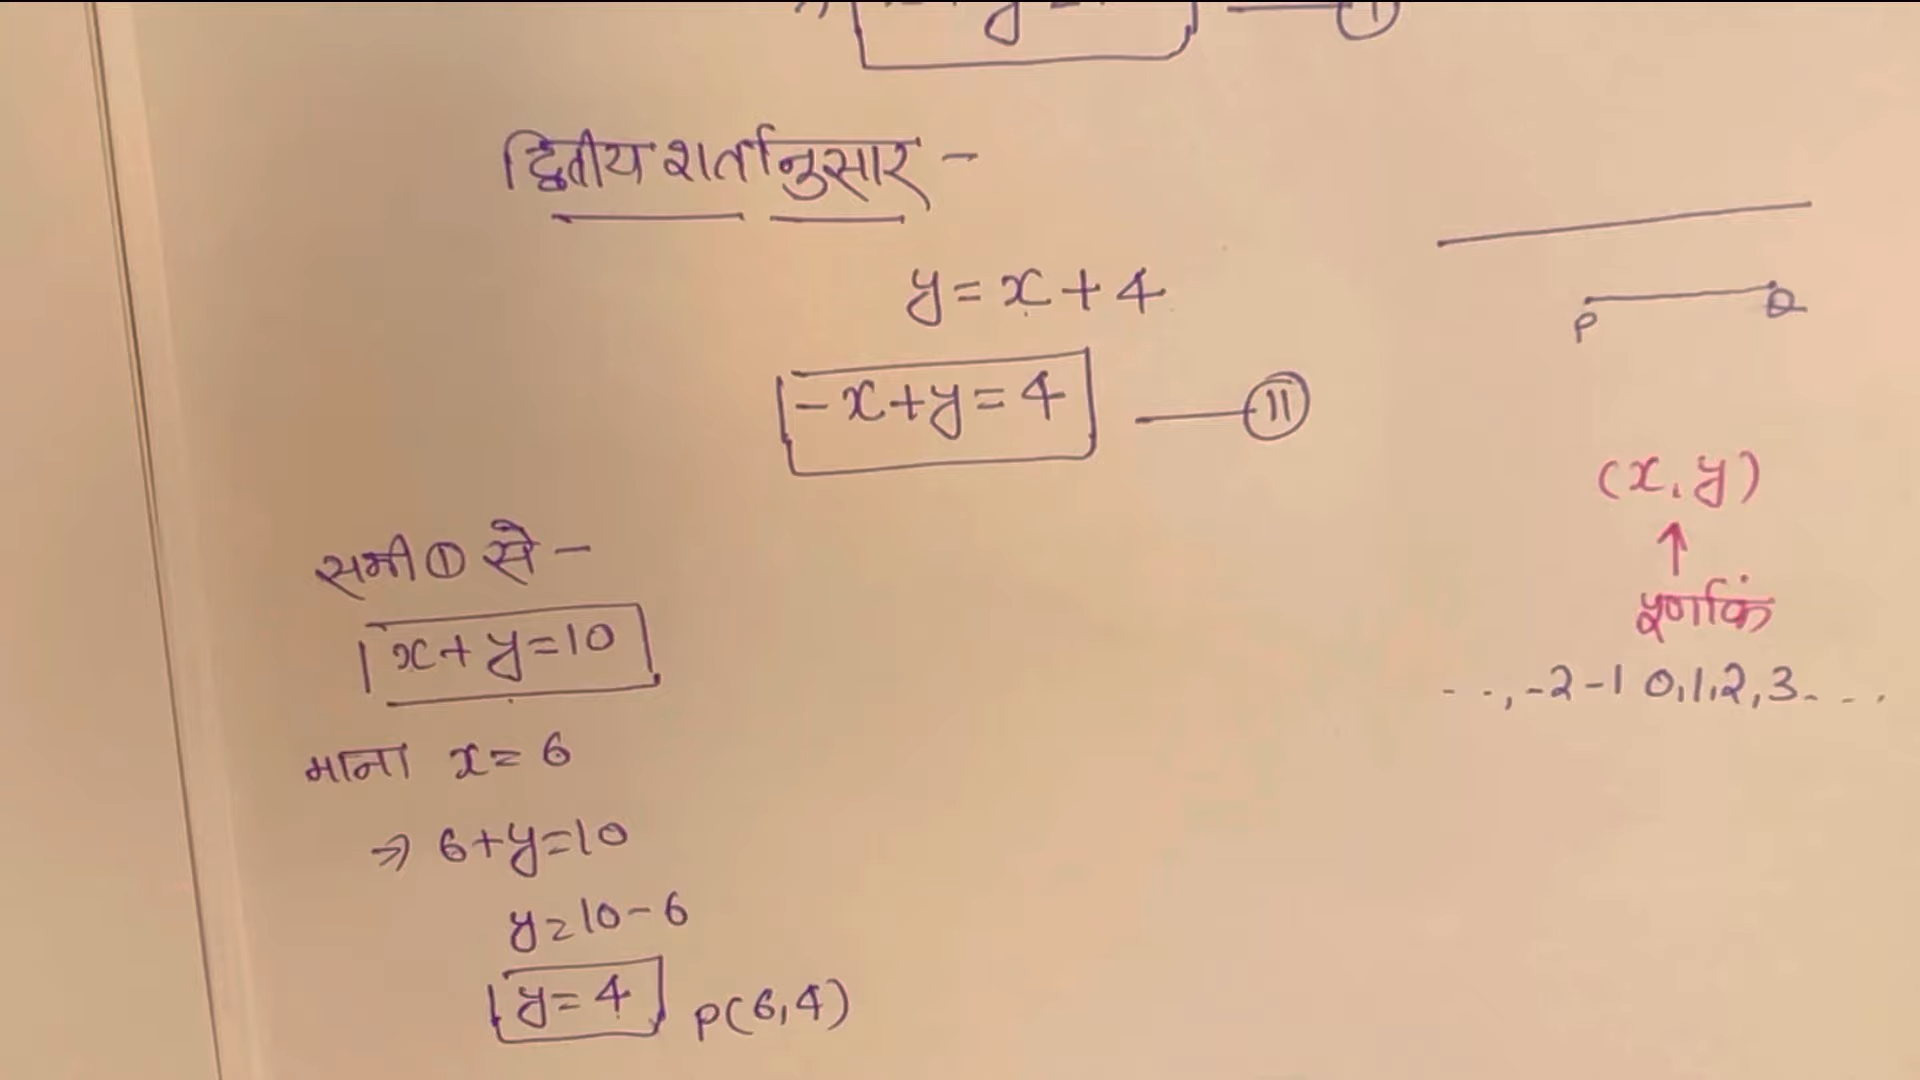 द्वितीय शर्तानुसार -
y = x + 4
- x + y = 4 — II
P Q
(x, y)
↑
पूर्णांक
- - -, -2 -1 0, 1, 2, 3 - - -
समी ① से -
x + y = 10
माना x = 6
⇒ 6 + y = 10
y = 10 - 6
y = 4 P(6, 4)